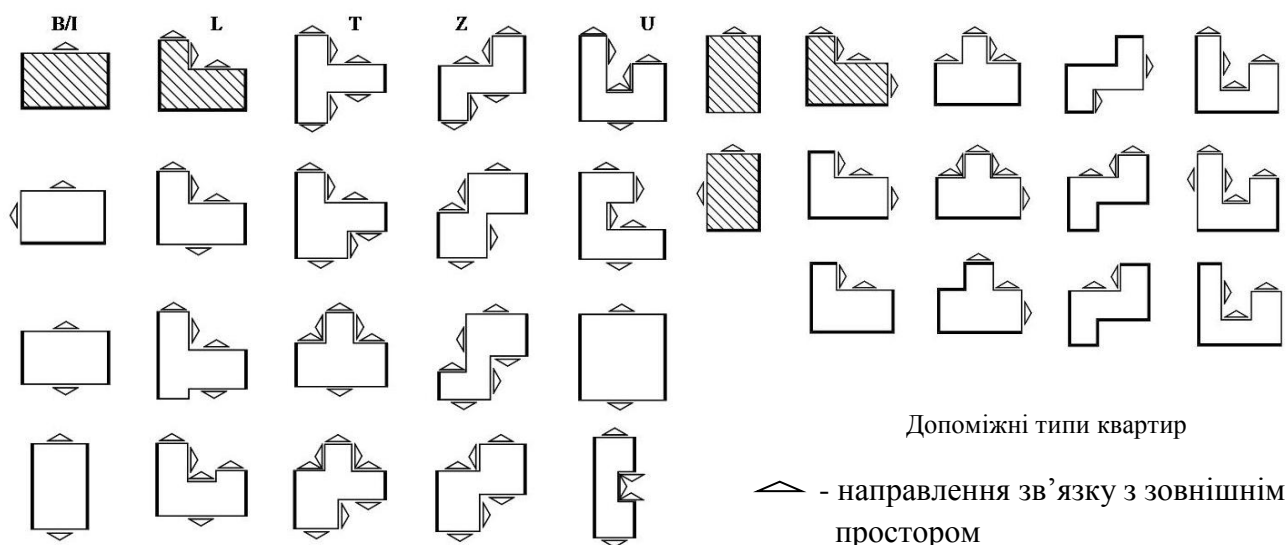 B/I L T Z U
Допоміжні типи квартир
- направлення зв’язку з зовнішнім
простором